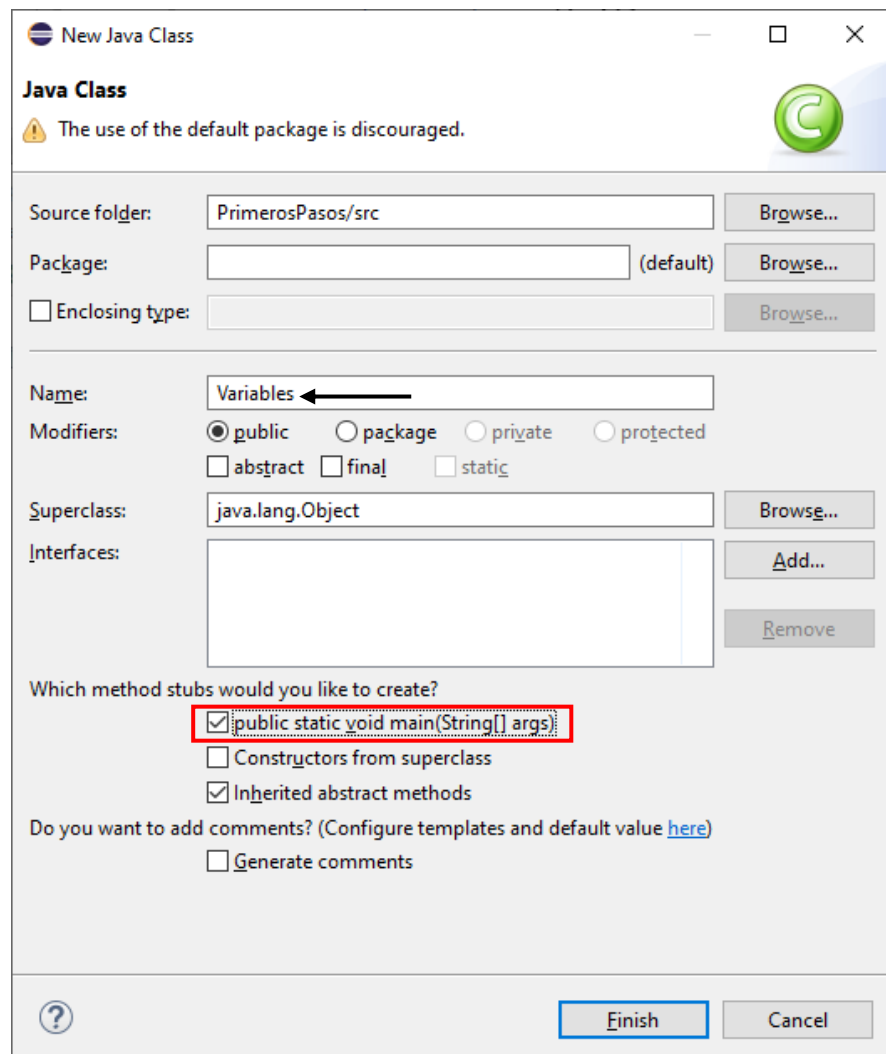 New Java Class
Java Class
The use of the default package is discouraged.
Source folder: PrimerosPasos/src Browse...
Package: (default) Browse...
Enclosing type: Browse...
Name: Variables
Modifiers: public package private protected
abstract final static
Superclass: java.lang.Object Browse...
Interfaces: Add...
Remove
Which method stubs would you like to create?
public static void main(String[] args)
Constructors from superclass
Inherited abstract methods
Do you want to add comments? (Configure templates and default value here)
Generate comments
? Finish Cancel